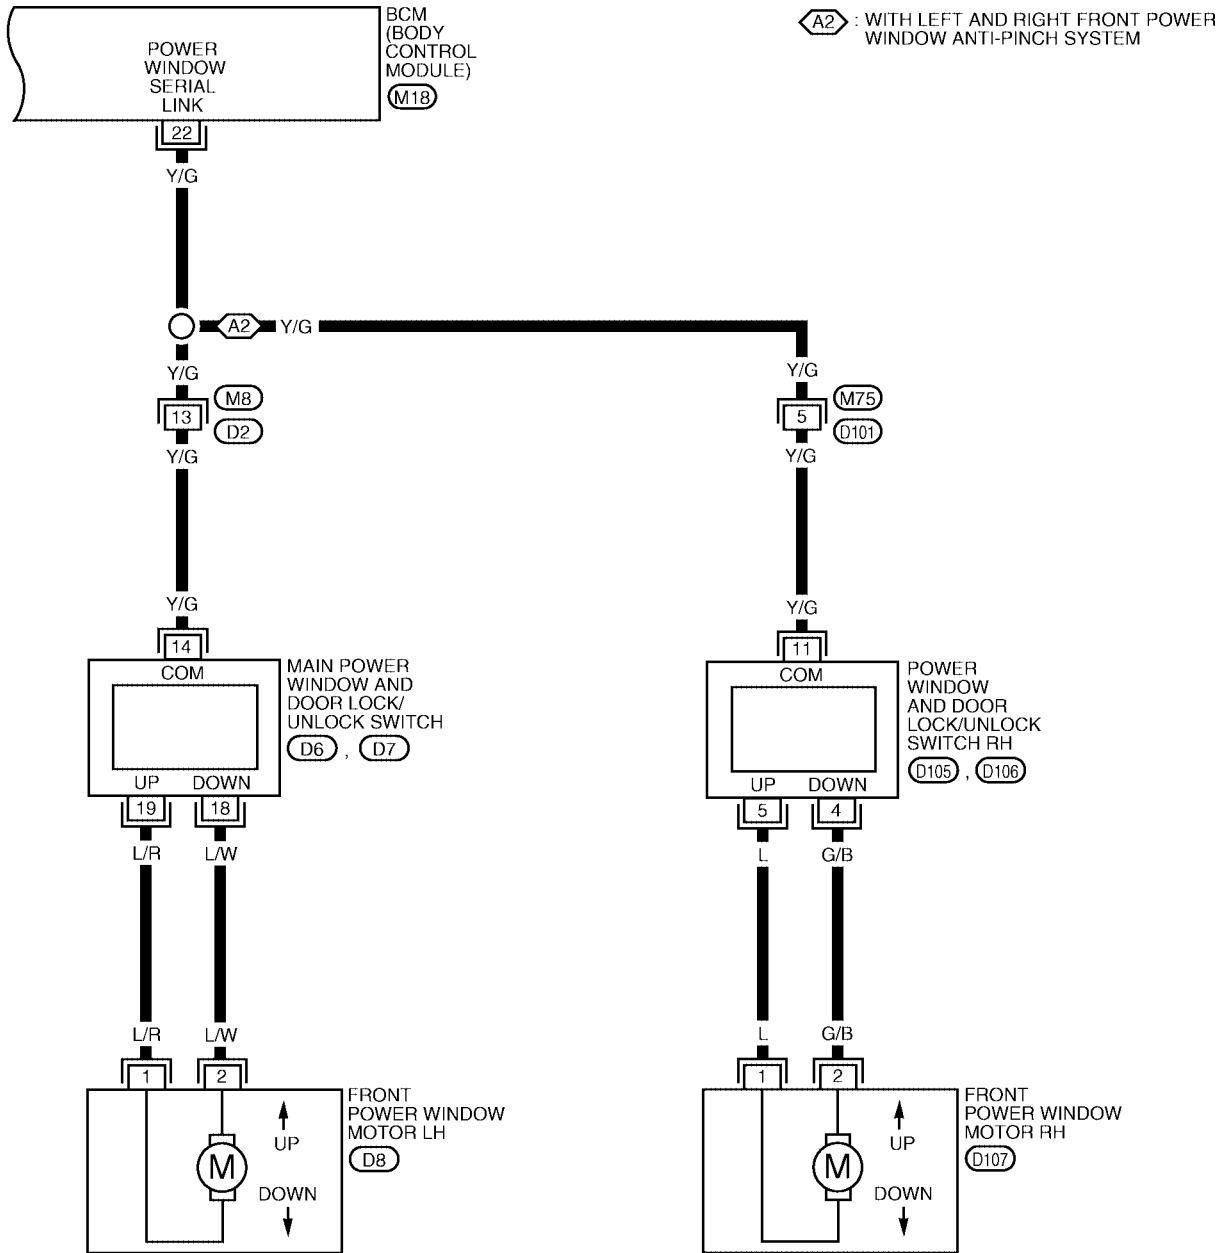 BCM
(BODY
CONTROL
MODULE)
M18
POWER
WINDOW
SERIAL
LINK
22
A2 : WITH LEFT AND RIGHT FRONT POWER
WINDOW ANTI-PINCH SYSTEM
Y/G
A2 Y/G
Y/G
13
M8
D2
Y/G
Y/G
5
M75
D101
Y/G
Y/G
14
COM
UP DOWN
19 18
MAIN POWER
WINDOW AND
DOOR LOCK/
UNLOCK SWITCH
D6 , D7
Y/G
11
COM
UP DOWN
5 4
POWER
WINDOW
AND DOOR
LOCK/UNLOCK
SWITCH RH
D105 , D106
L/R L/W
L G/B
L/R L/W
L G/B
1 2
M
UP
DOWN
FRONT
POWER WINDOW
MOTOR LH
D8
1 2
M
UP
DOWN
FRONT
POWER WINDOW
MOTOR RH
D107